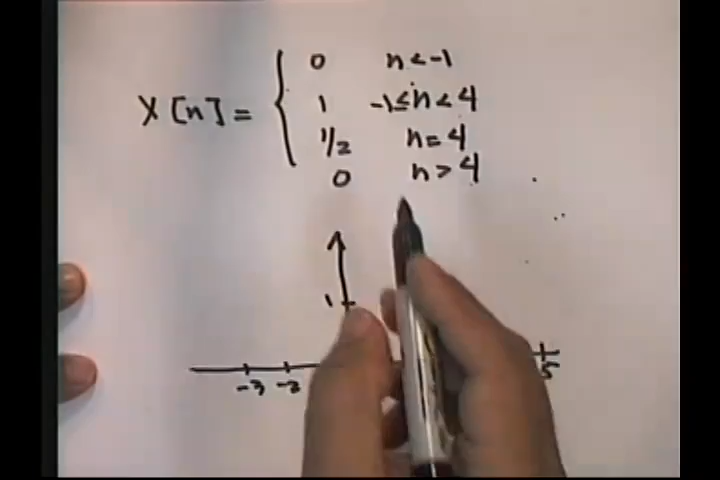 0 n < -1
x[n] = { 1 -1 ≤ n < 4
1/2 n = 4
0 n > 4
1
-3 -2 5